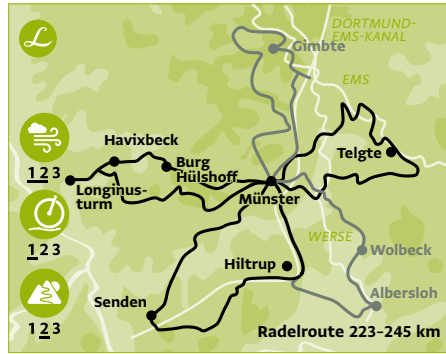 DORTMUND-
EMS-KANAL
ℒ
Gimbte
EMS
Havixbeck
Burg
Hülshoff
Telgte
1 2 3
Longinus-
turm
Münster
WERSE
1 2 3
Wolbeck
Hiltrup
Senden
Albersloh
1 2 3
Radelroute 223–245 km